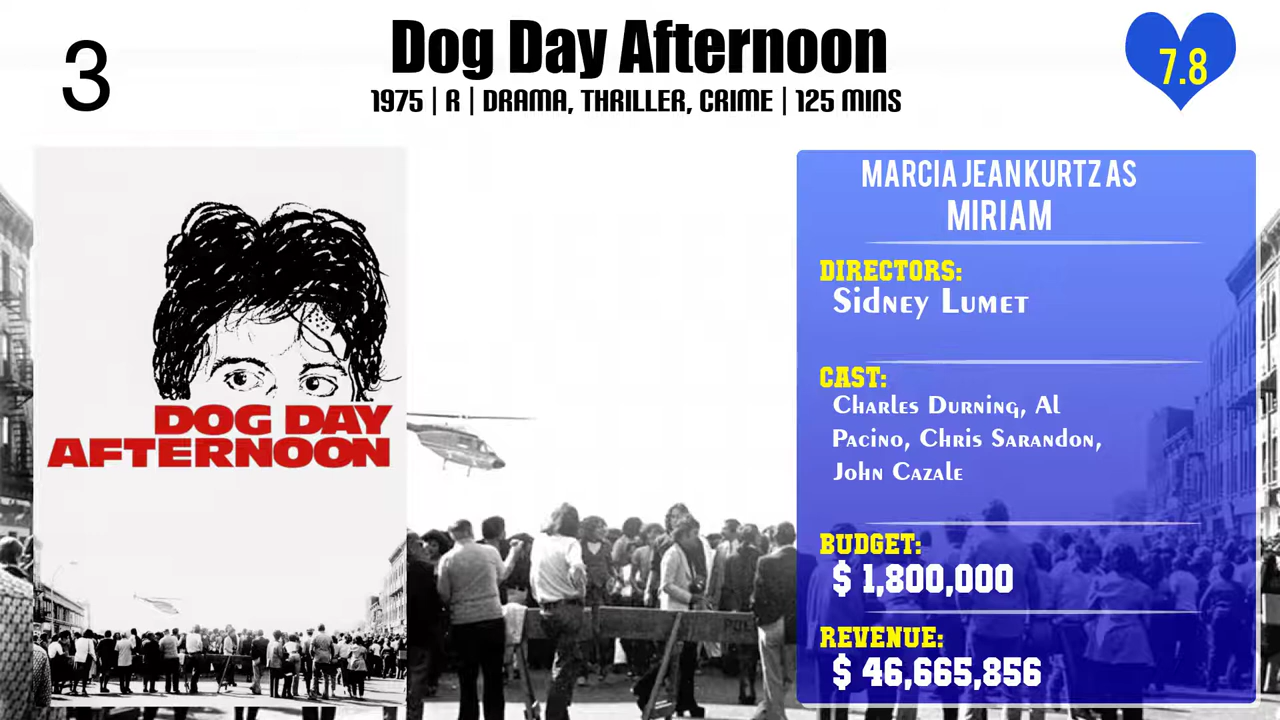 3
Dog Day Afternoon
7.8
1975 | R | DRAMA, THRILLER, CRIME | 125 MINS
DOG DAY
AFTERNOON
MARCIA JEAN KURTZ AS
MIRIAM
DIRECTORS:
Sidney Lumet
CAST:
Charles Durning, Al
Pacino, Chris Sarandon,
John Cazale
BUDGET:
$ 1,800,000
REVENUE:
$ 46,665,856